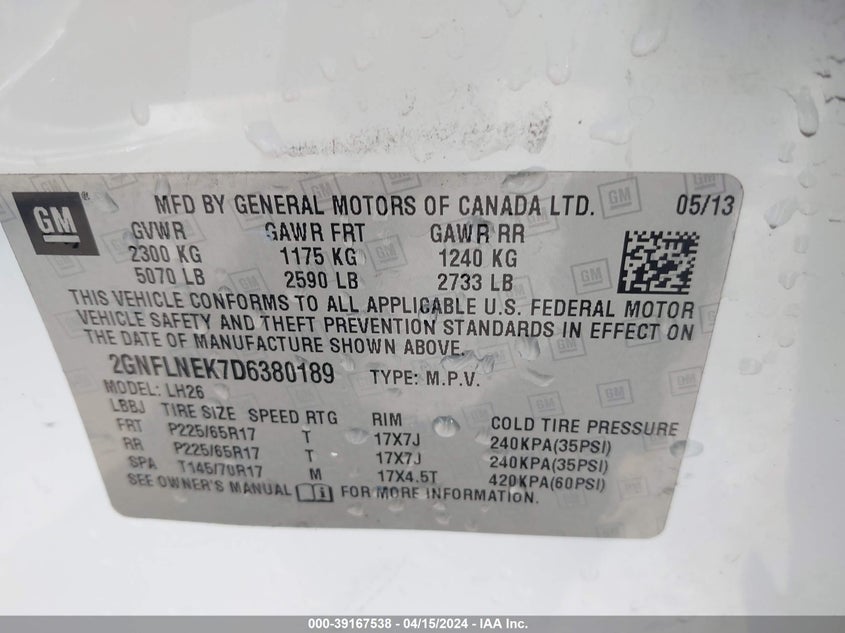 GM ® MFD BY GENERAL MOTORS OF CANADA LTD. 05/13
GVWR GAWR FRT GAWR RR
2300 KG 1175 KG 1240 KG
5070 LB 2590 LB 2733 LB
THIS VEHICLE CONFORMS TO ALL APPLICABLE U.S. FEDERAL MOTOR
VEHICLE SAFETY AND THEFT PREVENTION STANDARDS IN EFFECT ON
THE DATE OF MANUFACTURE SHOWN ABOVE.
2GNFLNEK7D6380189 TYPE: M.P.V.
MODEL: LH26
LBBJ TIRE SIZE SPEED RTG RIM COLD TIRE PRESSURE
FRT P225/65R17 T 17X7J 240KPA(35PSI)
RR P225/65R17 T 17X7J 240KPA(35PSI)
SPA T145/70R17 M 17X4.5T 420KPA(60PSI)
SEE OWNER'S MANUAL FOR MORE INFORMATION.
000-39167538 - 04/15/2024 - IAA Inc.